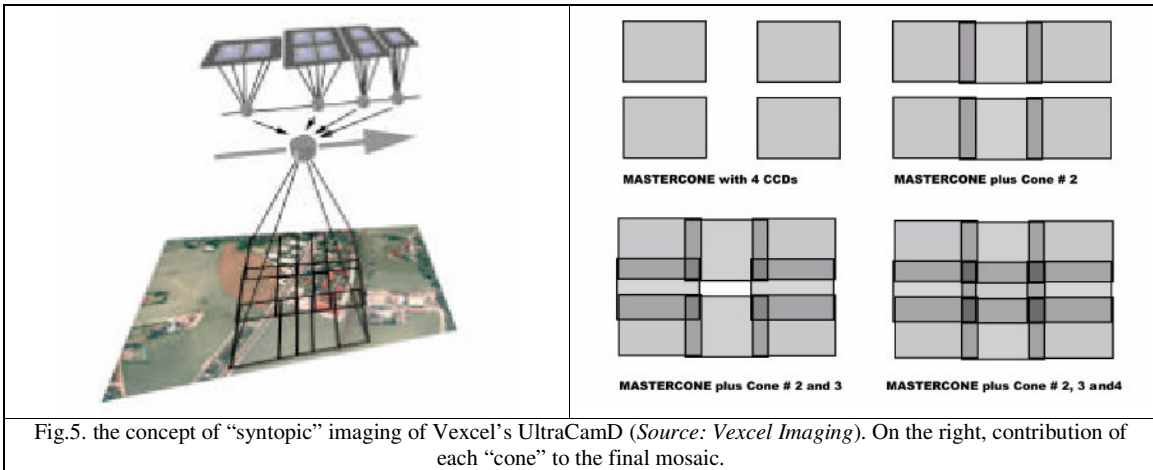 MASTERCONE with 4 CCDs
MASTERCONE plus Cone # 2
MASTERCONE plus Cone # 2 and 3
MASTERCONE plus Cone # 2, 3 and4
Fig.5. the concept of “syntopic” imaging of Vexcel’s UltraCamD (Source: Vexcel Imaging). On the right, contribution of
each “cone” to the final mosaic.